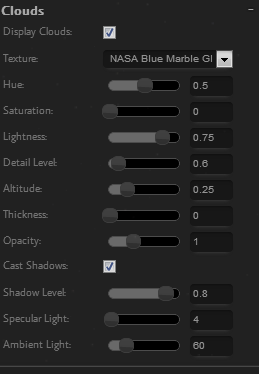 Clouds -
Display Clouds:
Texture: NASA Blue Marble Gl
Hue: 0.5
Saturation: 0
Lightness: 0.75
Detail Level: 0.6
Altitude: 0.25
Thickness: 0
Opacity: 1
Cast Shadows:
Shadow Level: 0.8
Specular Light: 4
Ambient Light: 60